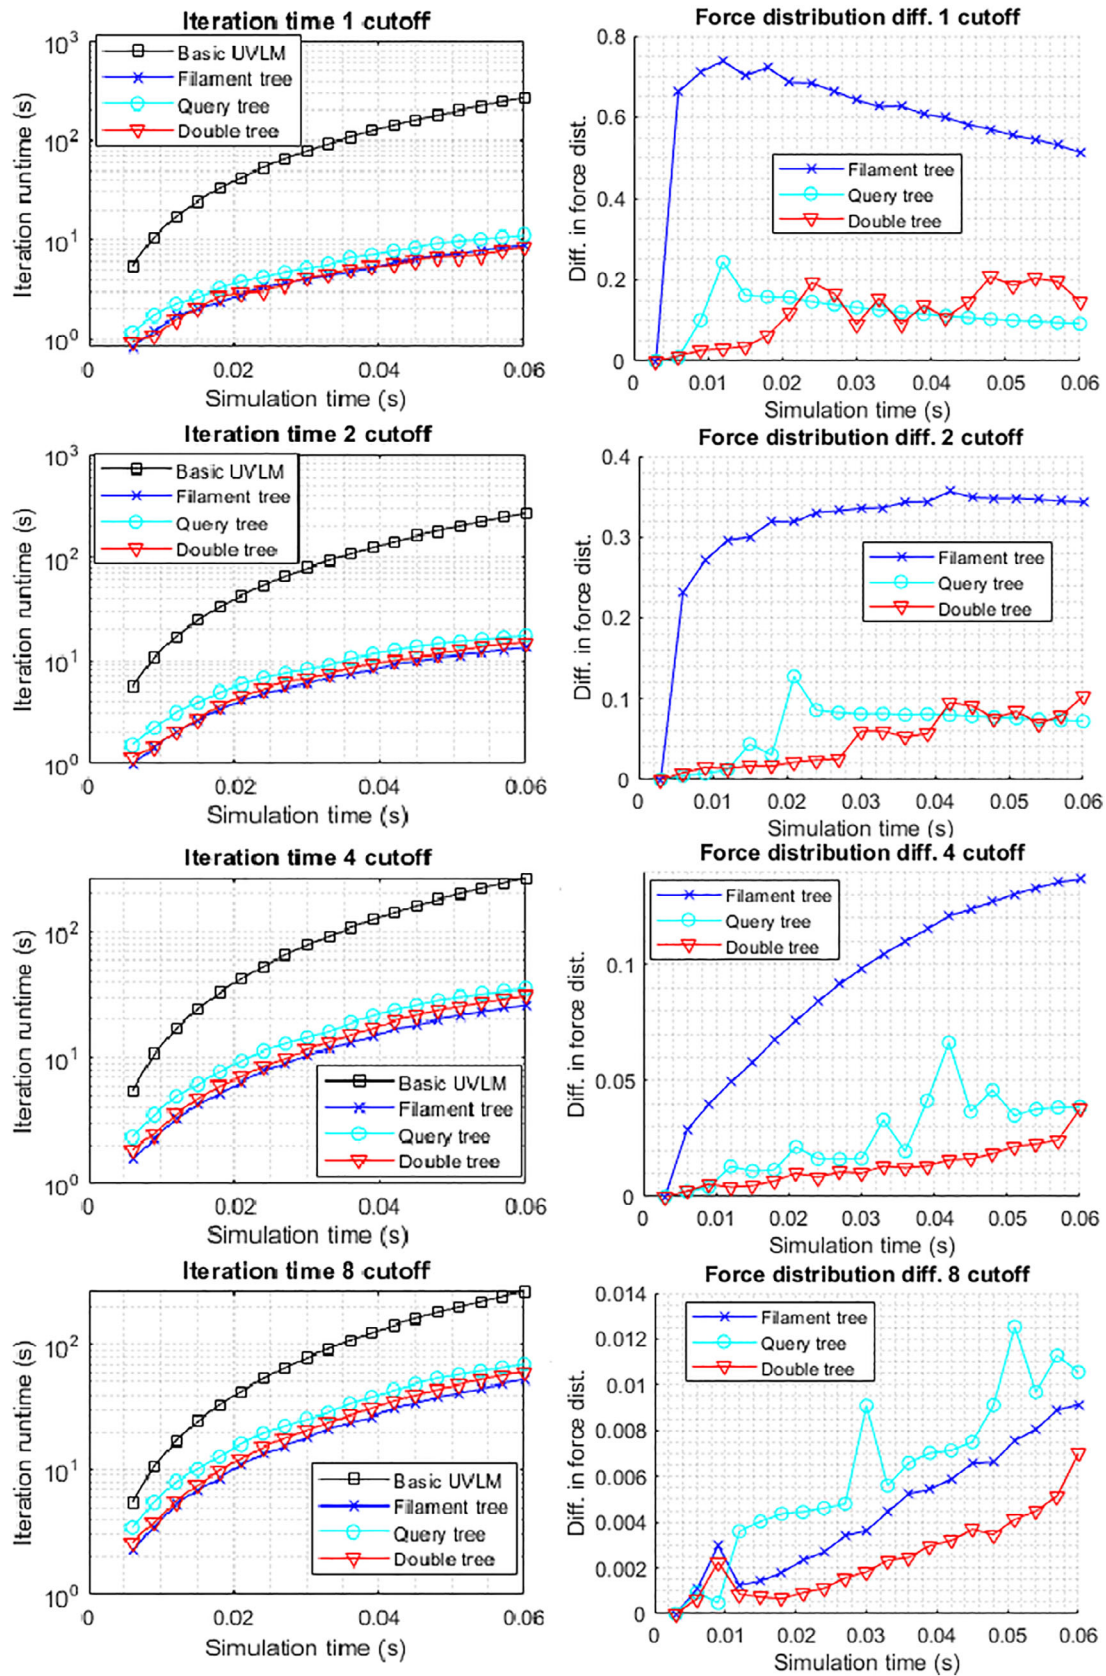 Iteration time 1 cutoff
Iteration runtime (s)
10^3
10^2
10^1
10^0
Basic UVLM
Filament tree
Query tree
Double tree
0 0.02 0.04 0.06
Simulation time (s)
Force distribution diff. 1 cutoff
Diff. in force dist.
0.8
0.6
0.4
0.2
0
Filament tree
Query tree
Double tree
0 0.01 0.02 0.03 0.04 0.05 0.06
Simulation time (s)
Iteration time 2 cutoff
Iteration runtime (s)
10^3
10^2
10^1
10^0
Basic UVLM
Filament tree
Query tree
Double tree
0 0.02 0.04 0.06
Simulation time (s)
Force distribution diff. 2 cutoff
Diff. in force dist.
0.4
0.3
0.2
0.1
0
Filament tree
Query tree
Double tree
0 0.01 0.02 0.03 0.04 0.05 0.06
Simulation time (s)
Iteration time 4 cutoff
Iteration runtime (s)
10^2
10^1
10^0
Basic UVLM
Filament tree
Query tree
Double tree
0 0.02 0.04 0.06
Simulation time (s)
Force distribution diff. 4 cutoff
Diff. in force dist.
0.1
0.05
0
Filament tree
Query tree
Double tree
0 0.01 0.02 0.03 0.04 0.05 0.06
Simulation time (s)
Iteration time 8 cutoff
Iteration runtime (s)
10^2
10^1
10^0
Basic UVLM
Filament tree
Query tree
Double tree
0 0.02 0.04 0.06
Simulation time (s)
Force distribution diff. 8 cutoff
Diff. in force dist.
0.014
0.012
0.01
0.008
0.006
0.004
0.002
0
Filament tree
Query tree
Double tree
0 0.01 0.02 0.03 0.04 0.05 0.06
Simulation time (s)